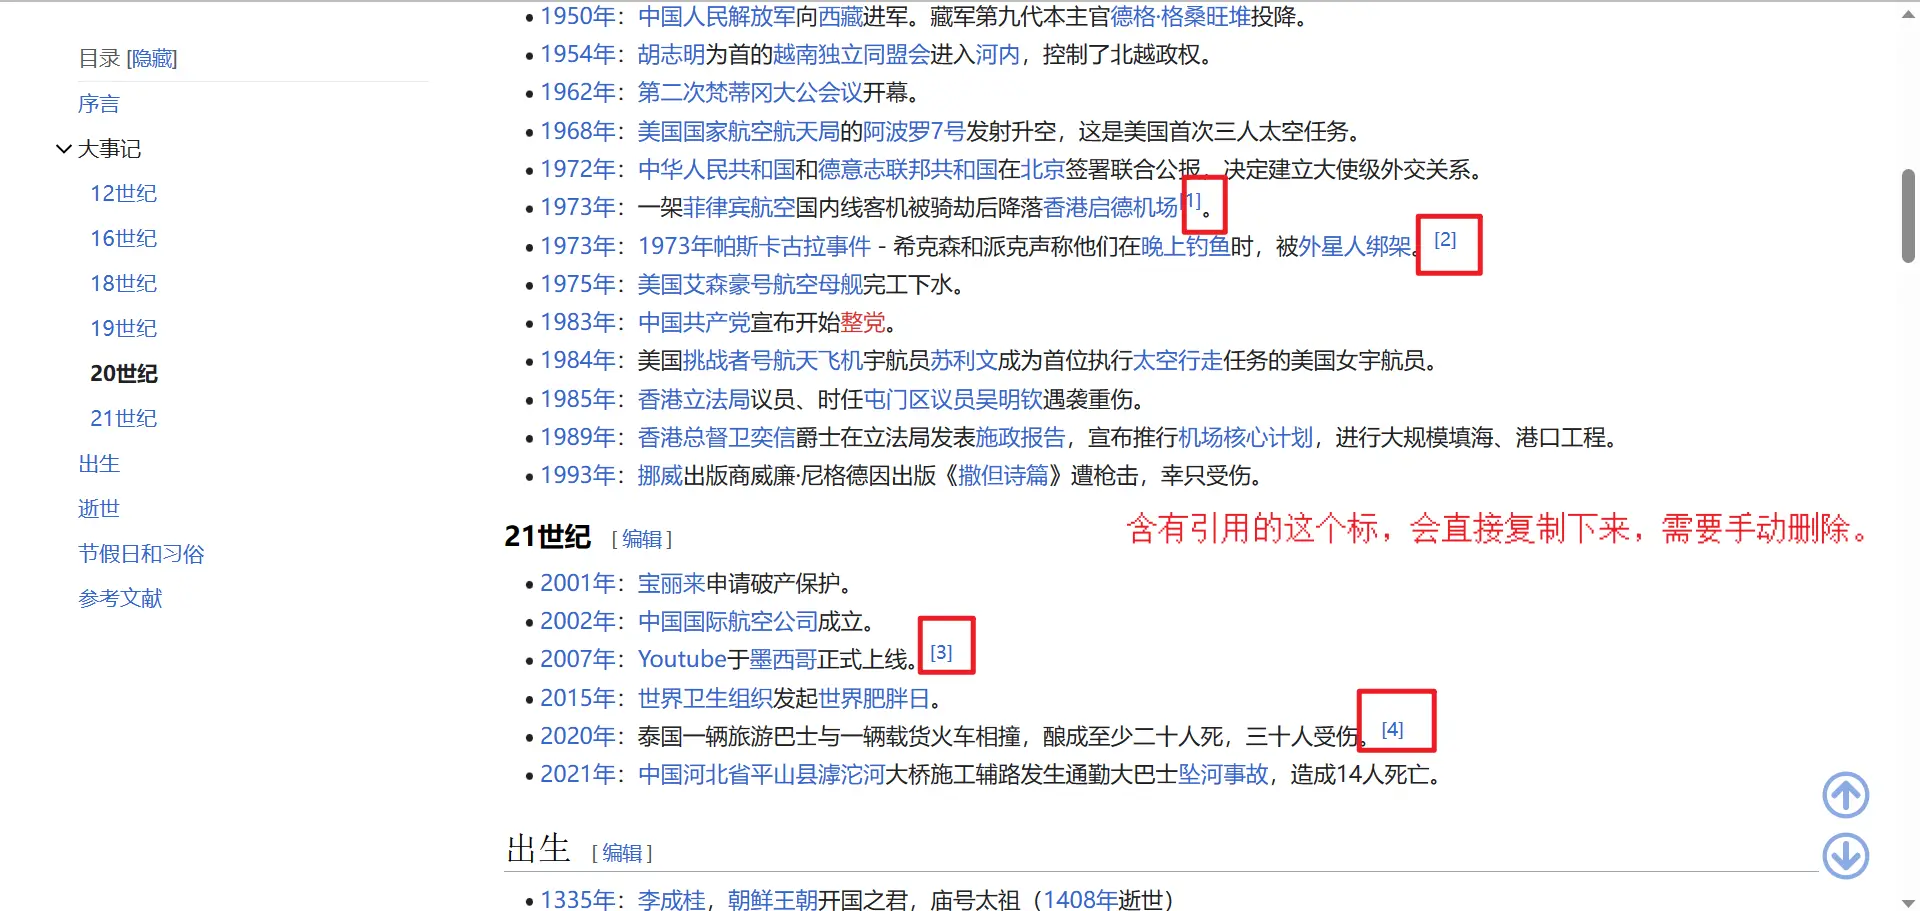 目录 [隐藏]
序言
大事记
12世纪
16世纪
18世纪
19世纪
20世纪
21世纪
出生
逝世
节假日和习俗
参考文献
1950年：中国人民解放军向西藏进军。藏军第九代本主官德格·格桑旺堆投降。
1954年：胡志明为首的越南独立同盟会进入河内，控制了北越政权。
1962年：第二次梵蒂冈大公会议开幕。
1968年：美国国家航空航天局的阿波罗7号发射升空，这是美国首次三人太空任务。
1972年：中华人民共和国和德意志联邦共和国在北京签署联合公报，决定建立大使级外交关系。
1973年：一架菲律宾航空国内线客机被骑劫后降落香港启德机场[1]。
1973年：1973年帕斯卡古拉事件 - 希克森和派克声称他们在晚上钓鱼时，被外星人绑架。[2]
1975年：美国艾森豪号航空母舰完工下水。
1983年：中国共产党宣布开始整党。
1984年：美国挑战者号航天飞机宇航员苏利文成为首位执行太空行走任务的美国女宇航员。
1985年：香港立法局议员、时任屯门区议员吴明钦遇袭重伤。
1989年：香港总督卫奕信爵士在立法局发表施政报告，宣布推行机场核心计划，进行大规模填海、港口工程。
1993年：挪威出版商威廉·尼格德因出版《撒但诗篇》遭枪击，幸只受伤。
21世纪 [编辑]
含有引用的这个标，会直接复制下来，需要手动删除。
2001年：宝丽来申请破产保护。
2002年：中国国际航空公司成立。
2007年：Youtube于墨西哥正式上线。[3]
2015年：世界卫生组织发起世界肥胖日。
2020年：泰国一辆旅游巴士与一辆载货火车相撞，酿成至少二十人死，三十人受伤。[4]
2021年：中国河北省平山县滹沱河大桥施工辅路发生通勤大巴士坠河事故，造成14人死亡。
出生 [编辑]
1335年：李成桂，朝鲜王朝开国之君，庙号太祖（1408年逝世）